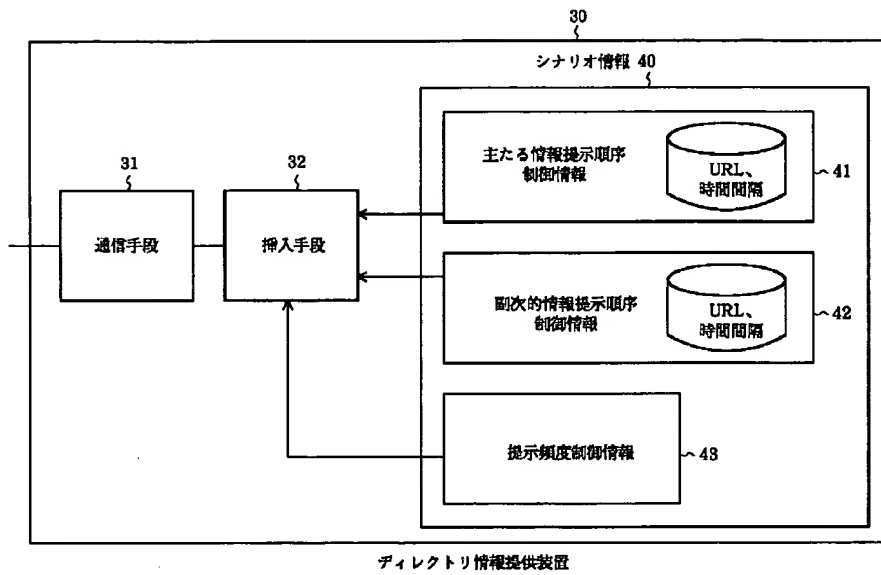 30
シナリオ情報 40
主たる情報提示順序
制御情報
URL、
時間間隔
41
31
32
通信手段
挿入手段
副次的情報提示順序
制御情報
URL、
時間間隔
42
提示頻度制御情報
43
ディレクトリ情報提供装置